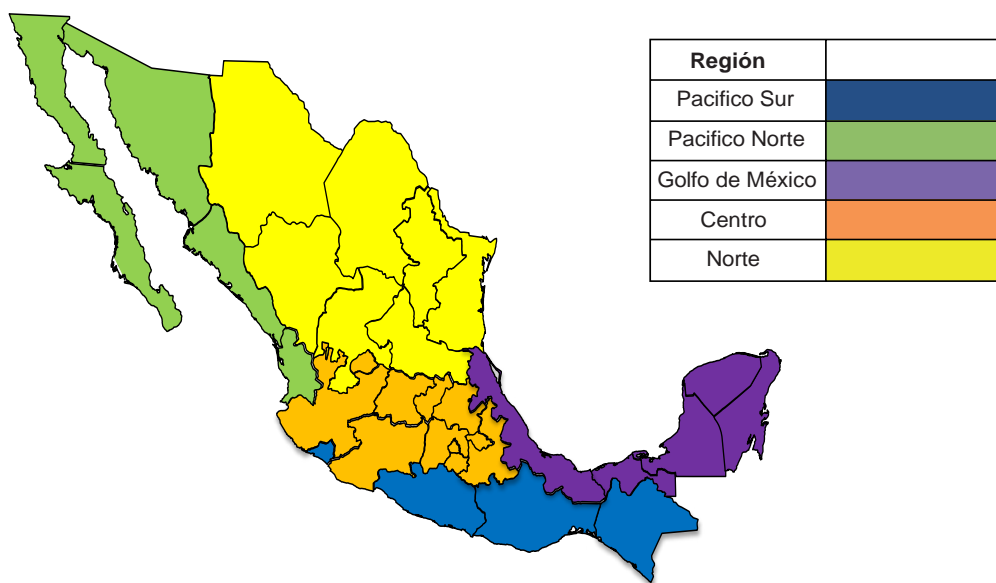 Región
Pacifico Sur
Pacifico Norte
Golfo de México
Centro
Norte